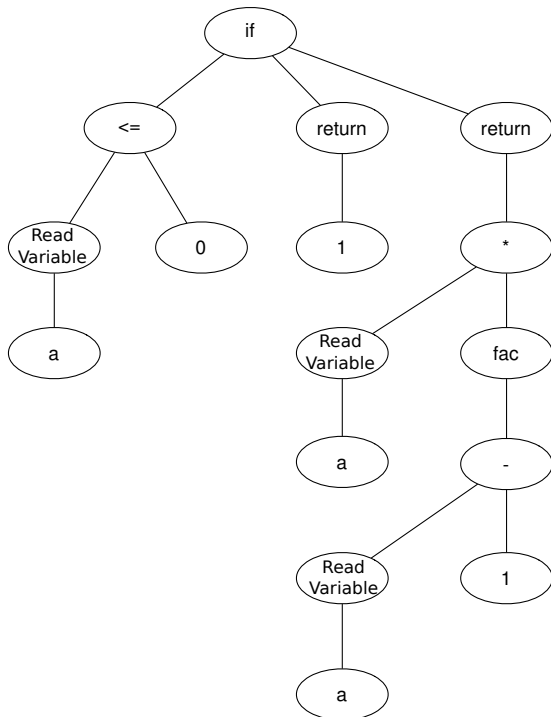 if
<=
return
return
Read
Variable
0
1
*
a
Read
Variable
fac
a
-
Read
Variable
1
a